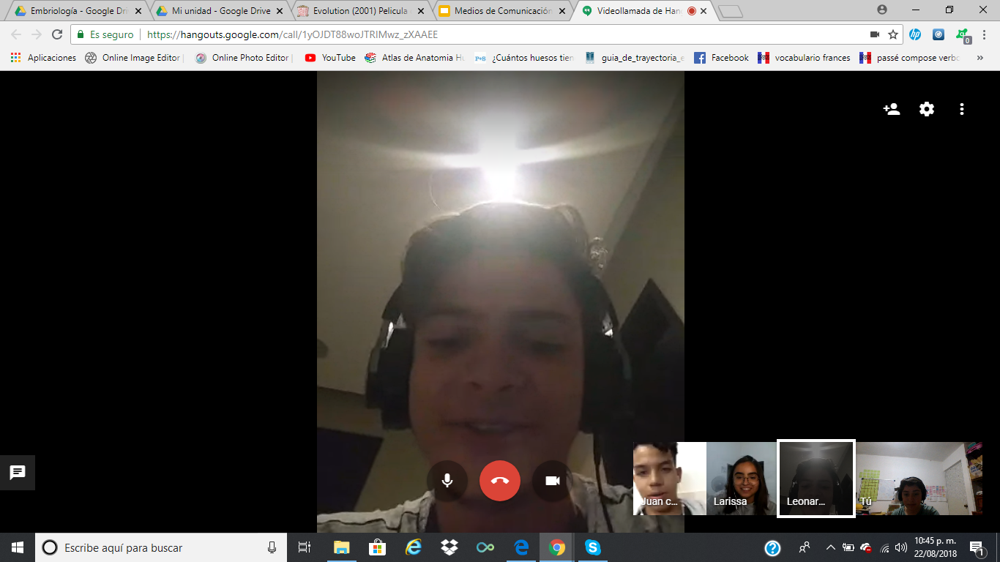 Embriología - Google Dri
Mi unidad - Google Drive
Evolution (2001) Pelicula
Medios de Comunicación
Videollamada de Han
Es seguro
https://hangouts.google.com/call/1yOJDT88woJTRIMwz_zXAAEE
0
Aplicaciones
Online Image Editor |
Online Photo Editor |
YouTube
Atlas de Anatomia Hu
P+S
¿Cuántos huesos tien
guia_de_trayectoria_e
Facebook
vocabulario frances
passé compose verbo
»
Juan c...
Larissa
Leonar...
Tú
Escribe aquí para buscar
10:45 p. m.
22/08/2018
1